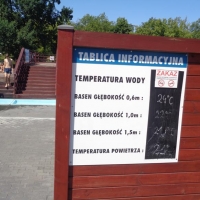 TABLICA INFORMACYJNA
ZAKAZ
TEMPERATURA WODY
BASEN GŁĘBOKOŚĆ 0,6m : 24°C
BASEN GŁĘBOKOŚĆ 1,0m :
BASEN GŁĘBOKOŚĆ 1,5m :
TEMPERATURA POWIETRZA :